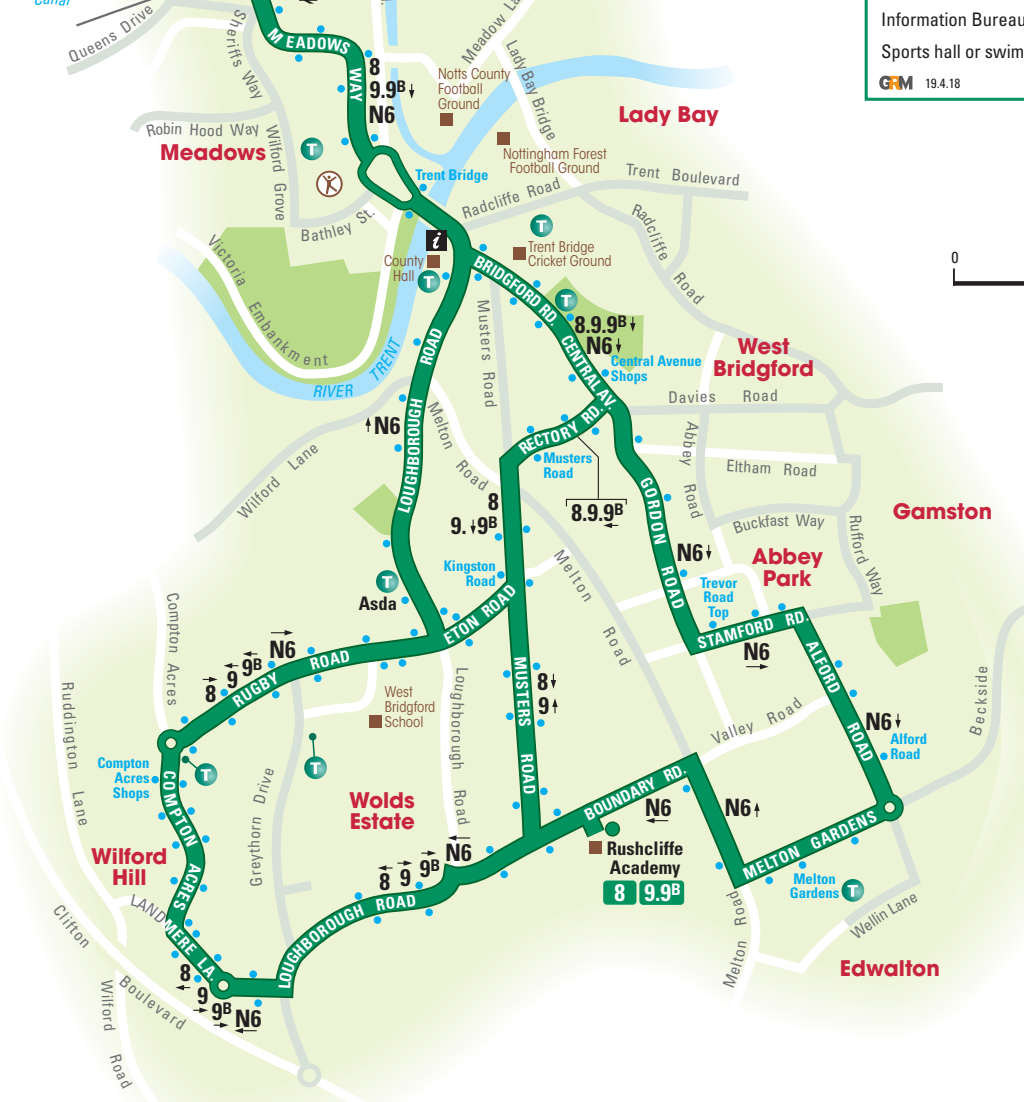 Canal
Queens Drive
Sheriffs Way
MEADOWS
WAY
8
9.9B↓
N6
Meadow La
Lady Bay Bridge
Notts County
Football
Ground
Lady Bay
Information Bureau
Sports hall or swim
GRM 19.4.18
Robin Hood Way
Meadows
Wilford Grove
T
Nottingham Forest
Football Ground
Trent Bridge
Trent Boulevard
Radcliffe Road
Radcliffe Road
Bathley St.
i
T
County
Hall
T
Trent Bridge
Cricket Ground
BRIDGFORD RD.
T
0
Victoria Embankment
RIVER TRENT
LOUGHBOROUGH ROAD
Musters Road
8.9.9B↓
N6↓
CENTRAL AV.
Central Avenue
Shops
West
Bridgford
Davies Road
↑N6
Melton Road
RECTORY RD.
Musters
Road
Abbey Road
Eltham Road
Wilford Lane
8
9.↓9B
8.9.9B
←
GORDON ROAD
Buckfast Way
Rufford Way
Gamston
N6↓
Abbey
Park
Kingston
Road
Melton Road
T
Asda
Trevor
Road
Top
ETON ROAD
STAMFORD RD.
N6
→
ALFORD ROAD
Compton Acres
→
N6
←
9B
←
9
→
8
RUGBY ROAD
West
Bridgford
School
Loughborough Road
MUSTERS ROAD
8↓
9↑
Valley Road
N6↓
Alford
Road
Beckside
Ruddington Lane
Compton
Acres
Shops
T
T
COMPTON ACRES
Greythorn Drive
Wolds
Estate
BOUNDARY RD.
N6
←
N6↑
MELTON GARDENS
Rushcliffe
Academy
8 9.9B
Melton
Gardens
T
Wilford
Hill
←
N6
→
9B
→
9
←
8
LOUGHBOROUGH ROAD
LANDMERE LA.
Melton Road
Wellin Lane
Edwalton
Clifton Boulevard
Wilford Road
8
←
9
→
9B
→
N6
←